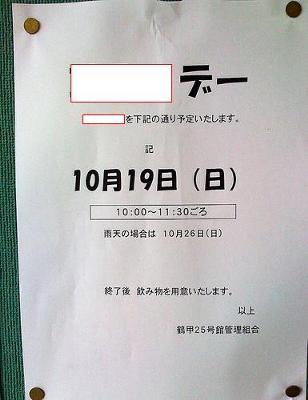 デー
を下記の通り予定いたします。
記
10月19日（日）
10:00～11:30ごろ
雨天の場合は 10月26日(日)
終了後 飲み物を用意いたします。
以上
鶴甲25号館管理組合